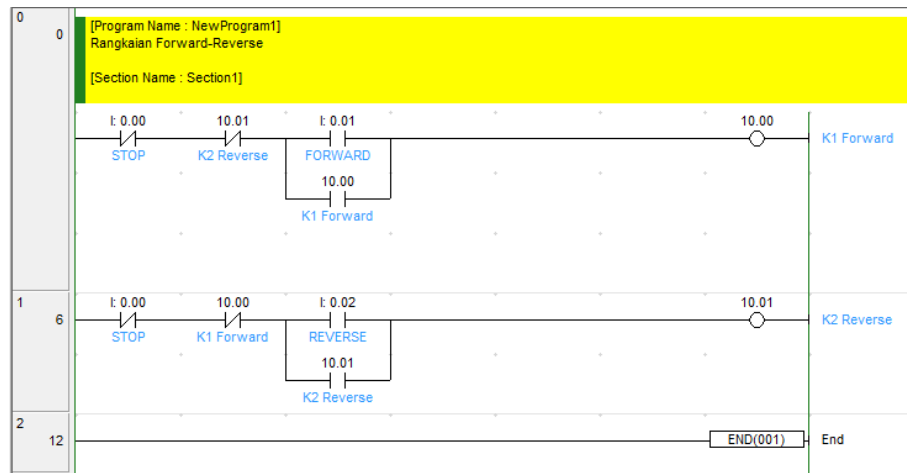 0
0
[Program Name : NewProgram1]
Rangkaian Forward-Reverse
[Section Name : Section1]
I: 0.00 10.01 I: 0.01 10.00
STOP K2 Reverse FORWARD K1 Forward
10.00
K1 Forward
1
6
I: 0.00 10.00 I: 0.02 10.01
STOP K1 Forward REVERSE K2 Reverse
10.01
K2 Reverse
2
12
END(001) End